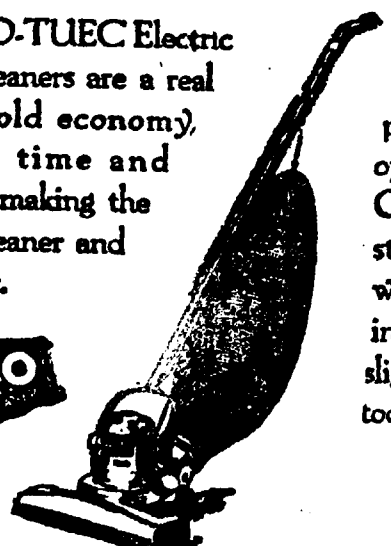 O-TUEC Electric
eaners are a real
old economy,
time and
making the
eaner and
st
w
ir
sli
too